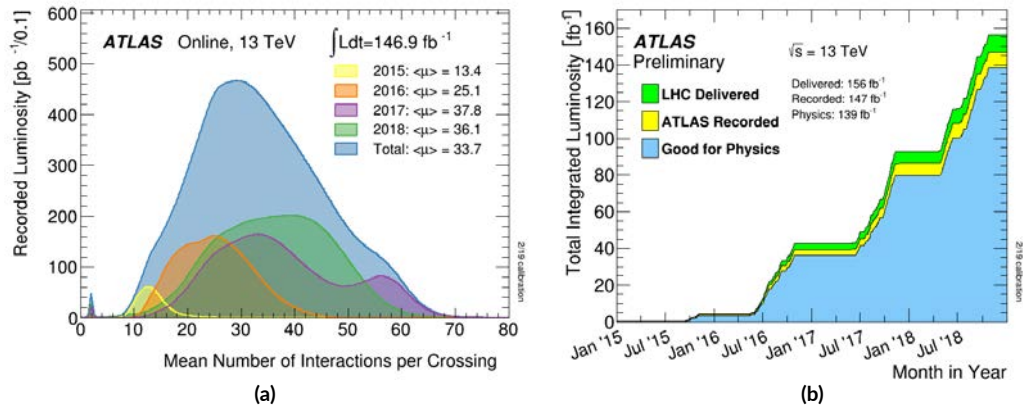 (a)
Recorded Luminosity [pb⁻¹/0.1]
ATLAS Online, 13 TeV ∫Ldt=146.9 fb⁻¹
2015: <μ> = 13.4
2016: <μ> = 25.1
2017: <μ> = 37.8
2018: <μ> = 36.1
Total: <μ> = 33.7
600
500
400
300
200
100
0
0 10 20 30 40 50 60 70 80
Mean Number of Interactions per Crossing
2/19 calibration
(a)
(b)
Total Integrated Luminosity [fb⁻¹]
ATLAS
Preliminary
√s = 13 TeV
Delivered: 156 fb⁻¹
Recorded: 147 fb⁻¹
Physics: 139 fb⁻¹
LHC Delivered
ATLAS Recorded
Good for Physics
160
140
120
100
80
60
40
20
0
Jan '15 Jul '15 Jan '16 Jul '16 Jan '17 Jul '17 Jan '18 Jul '18
Month in Year
2/19 calibration
(b)